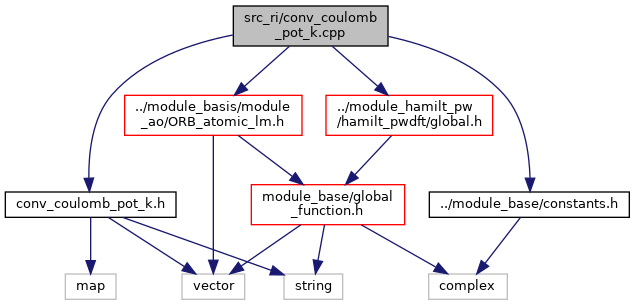 src_ri/conv_coulomb
_pot_k.cpp
../module_basis/module
_ao/ORB_atomic_lm.h
../module_hamilt_pw
/hamilt_pwdft/global.h
conv_coulomb_pot_k.h
module_base/global
_function.h
../module_base/constants.h
map
vector
string
complex